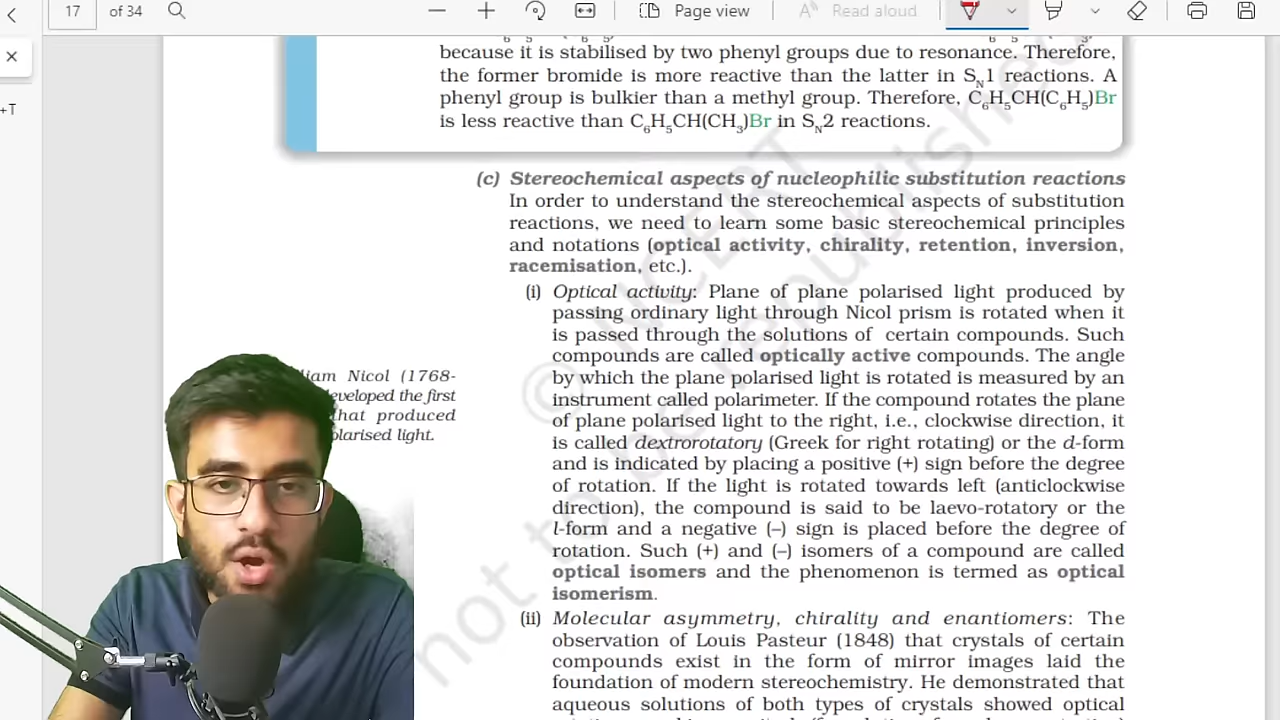 17 of 34 Page view Read aloud
+T
because it is stabilised by two phenyl groups due to resonance. Therefore,
the former bromide is more reactive than the latter in SN1 reactions. A
phenyl group is bulkier than a methyl group. Therefore, C6H5CH(C6H5)Br
is less reactive than C6H5CH(CH3)Br in SN2 reactions.
(c) Stereochemical aspects of nucleophilic substitution reactions
In order to understand the stereochemical aspects of substitution
reactions, we need to learn some basic stereochemical principles
and notations (optical activity, chirality, retention, inversion,
racemisation, etc.).
(i) Optical activity: Plane of plane polarised light produced by
passing ordinary light through Nicol prism is rotated when it
is passed through the solutions of certain compounds. Such
compounds are called optically active compounds. The angle
by which the plane polarised light is rotated is measured by an
instrument called polarimeter. If the compound rotates the plane
of plane polarised light to the right, i.e., clockwise direction, it
is called dextrorotatory (Greek for right rotating) or the d-form
and is indicated by placing a positive (+) sign before the degree
of rotation. If the light is rotated towards left (anticlockwise
direction), the compound is said to be laevo-rotatory or the
l-form and a negative (–) sign is placed before the degree of
rotation. Such (+) and (–) isomers of a compound are called
optical isomers and the phenomenon is termed as optical
isomerism.
(ii) Molecular asymmetry, chirality and enantiomers: The
observation of Louis Pasteur (1848) that crystals of certain
compounds exist in the form of mirror images laid the
foundation of modern stereochemistry. He demonstrated that
aqueous solutions of both types of crystals showed optical
Nicol (1768-
the first
that produced
light.
© NCERT
not to be republished